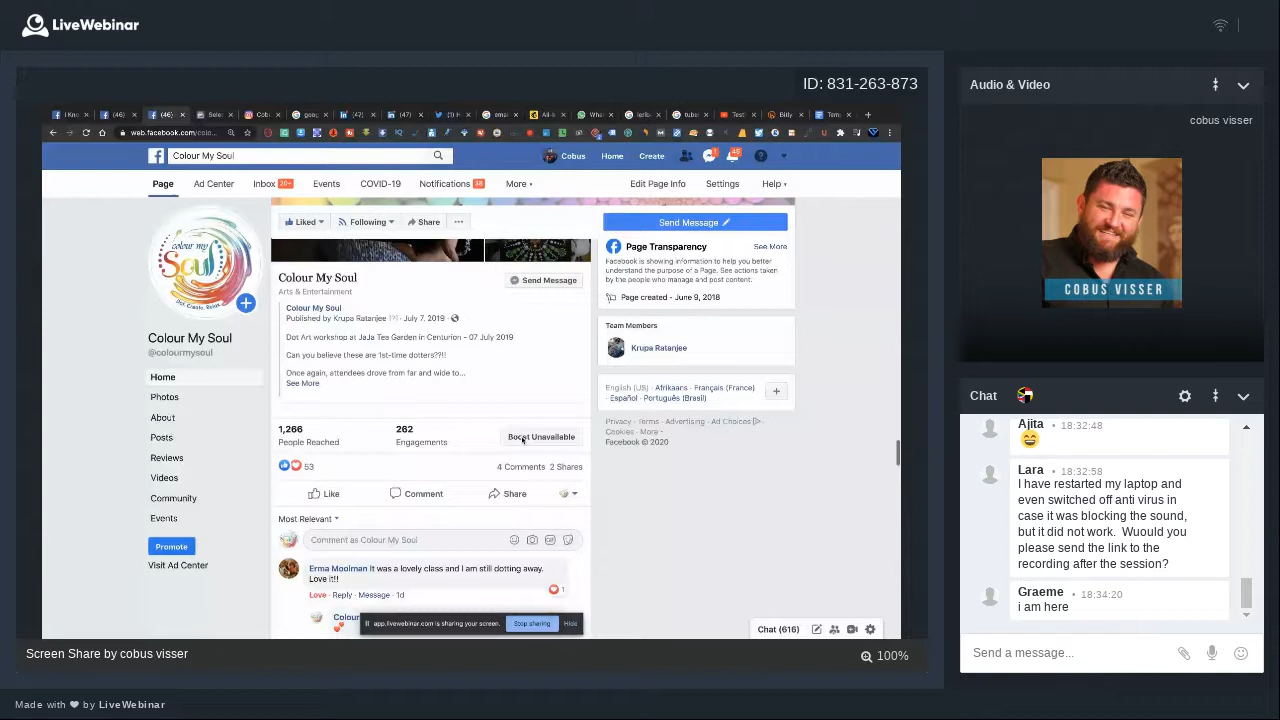 LiveWebinar
ID: 831-263-873
web.facebook.com/colo...
Colour My Soul
Cobus Home Create
Page Ad Center Inbox 20+ Events COVID-19 Notifications More
Edit Page Info Settings Help
Liked Following Share ...
Send Message
colour my
Soul
Dot, Create, Relax
Colour My Soul
@colourmysoul
Home
Photos
About
Posts
Reviews
Videos
Community
Events
Promote
Visit Ad Center
Colour My Soul
Arts & Entertainment
Send Message
Colour My Soul
Published by Krupa Ratanjee [?] · July 7, 2019 ·
Dot Art workshop at JaJa Tea Garden in Centurion - 07 July 2019
Can you believe these are 1st-time dotters??!!
Once again, attendees drove from far and wide to...
See More
1,266
People Reached
262
Engagements
Boost Unavailable
53
4 Comments 2 Shares
Like Comment Share
Most Relevant
Comment as Colour My Soul
Erma Moolman It was a lovely class and I am still dotting away.
Love it!!
1
Love · Reply · Message · 1d
Colour
app.livewebinar.com is sharing your screen. Stop sharing Hide
Page Transparency See More
Facebook is showing information to help you better
understand the purpose of a Page. See actions taken
by the people who manage and post content.
Page created - June 9, 2018
Team Members
Krupa Ratanjee
English (US) · Afrikaans · Français (France)
· Español · Português (Brasil)
Privacy · Terms · Advertising · Ad Choices
Cookies · More ·
Facebook © 2020
Chat (616)
Screen Share by cobus visser
100%
Audio & Video
cobus visser
COBUS VISSER
Chat
Ajita • 18:32:48
Lara • 18:32:58
I have restarted my laptop and
even switched off anti virus in
case it was blocking the sound,
but it did not work. Wuould you
please send the link to the
recording after the session?
Graeme • 18:34:20
i am here
Send a message...
Made with ❤ by LiveWebinar